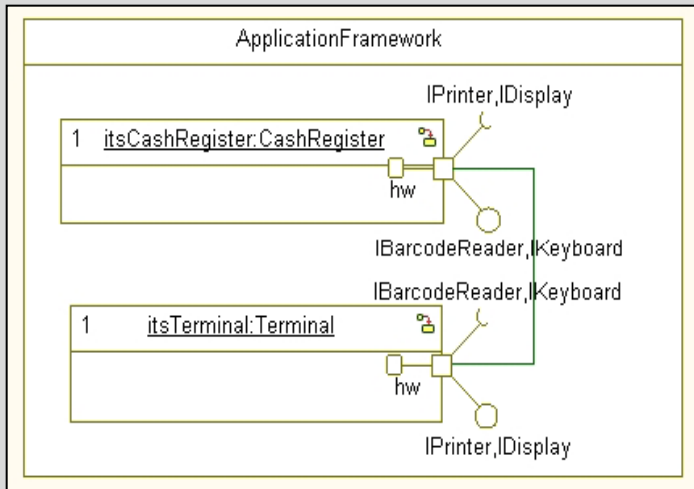 ApplicationFramework
IPrinter,IDisplay
1 itsCashRegister:CashRegister
hw
IBarcodeReader,IKeyboard
IBarcodeReader,IKeyboard
1 itsTerminal:Terminal
hw
IPrinter,IDisplay